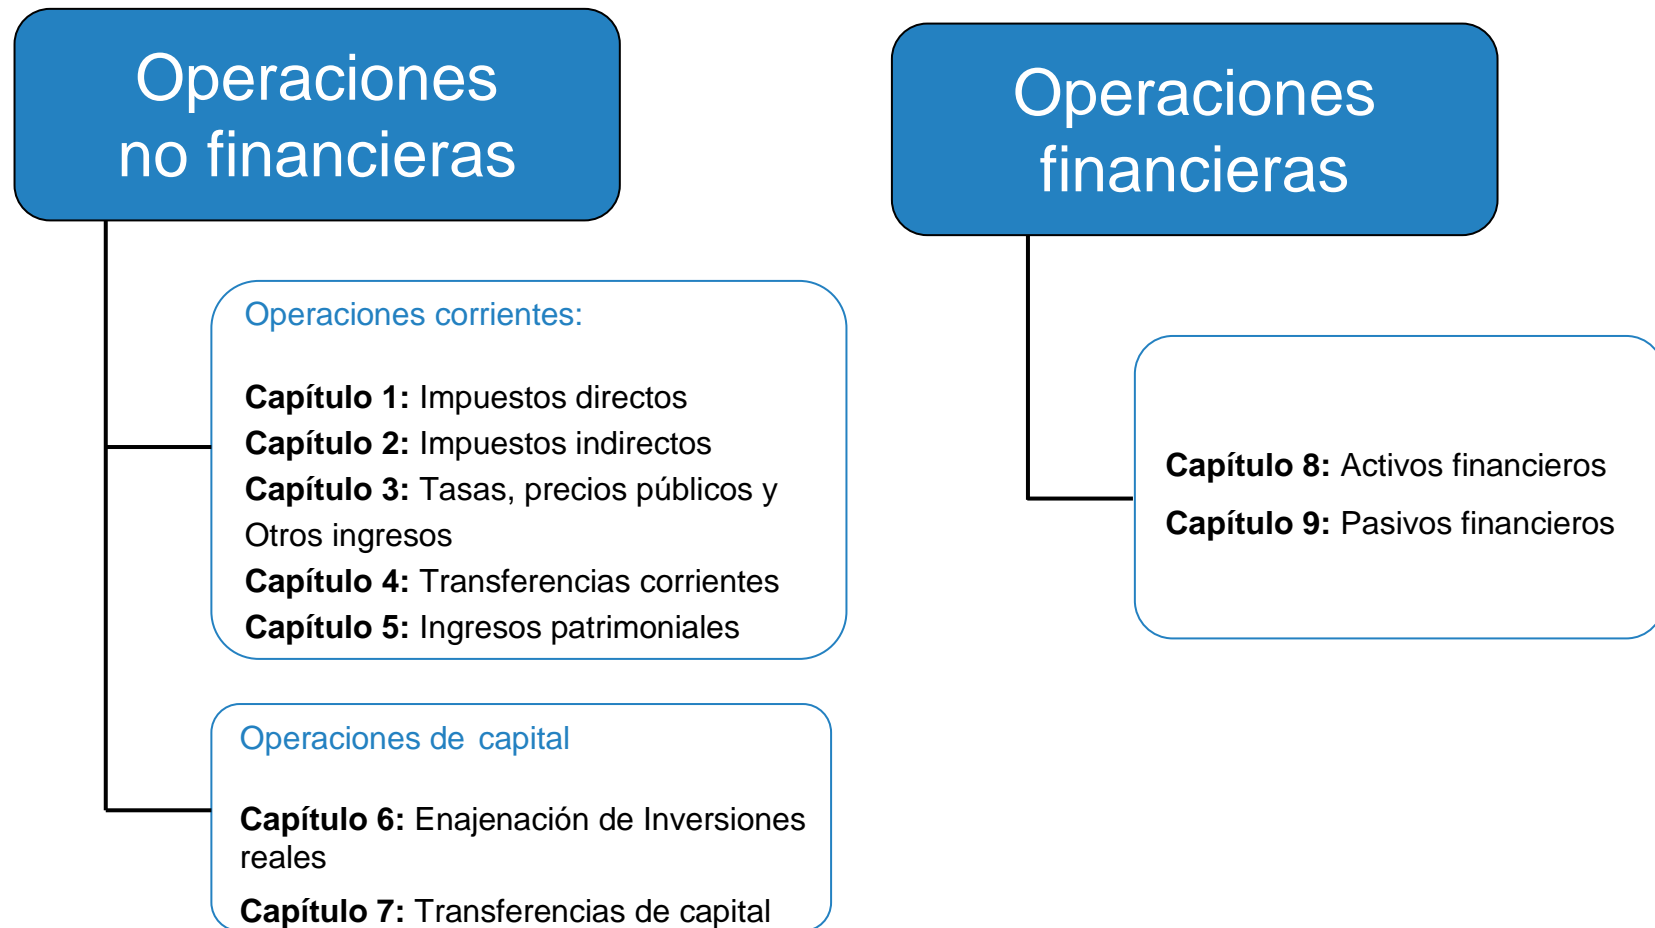 Operaciones
no financieras
Operaciones corrientes:
Capítulo 1: Impuestos directos
Capítulo 2: Impuestos indirectos
Capítulo 3: Tasas, precios públicos y
Otros ingresos
Capítulo 4: Transferencias corrientes
Capítulo 5: Ingresos patrimoniales
Operaciones de capital
Capítulo 6: Enajenación de Inversiones
reales
Capítulo 7: Transferencias de capital
Operaciones
financieras
Capítulo 8: Activos financieros
Capítulo 9: Pasivos financieros